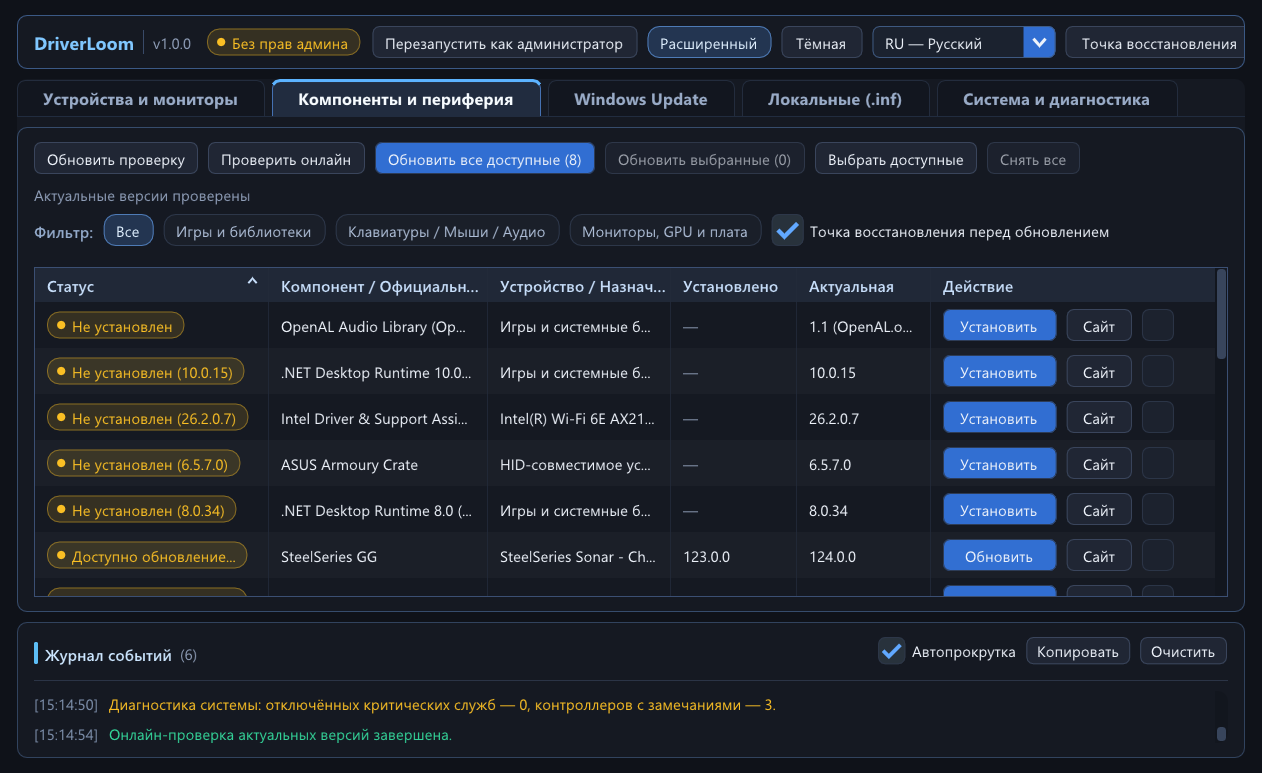 DriverLoom v1.0.0 Без прав админа Перезапустить как администратор Расширенный Тёмная RU — Русский Точка восстановления
Устройства и мониторы Компоненты и периферия Windows Update Локальные (.inf) Система и диагностика
Обновить проверку Проверить онлайн Обновить все доступные (8) Обновить выбранные (0) Выбрать доступные Снять все
Актуальные версии проверены
Фильтр: Все Игры и библиотеки Клавиатуры / Мыши / Аудио Мониторы, GPU и плата Точка восстановления перед обновлением
Статус Компонент / Официальн... Устройство / Назнач... Установлено Актуальная Действие
Не установлен OpenAL Audio Library (Op... Игры и системные б... — 1.1 (OpenAL.o... Установить Сайт
Не установлен (10.0.15) .NET Desktop Runtime 10.0... Игры и системные б... — 10.0.15 Установить Сайт
Не установлен (26.2.0.7) Intel Driver & Support Assi... Intel(R) Wi-Fi 6E AX21... — 26.2.0.7 Установить Сайт
Не установлен (6.5.7.0) ASUS Armoury Crate HID-совместимое ус... — 6.5.7.0 Установить Сайт
Не установлен (8.0.34) .NET Desktop Runtime 8.0 (... Игры и системные б... — 8.0.34 Установить Сайт
Доступно обновление... SteelSeries GG SteelSeries Sonar - Ch... 123.0.0 124.0.0 Обновить Сайт
Журнал событий (6) Автопрокрутка Копировать Очистить
[15:14:50] Диагностика системы: отключённых критических служб — 0, контроллеров с замечаниями — 3.
[15:14:54] Онлайн-проверка актуальных версий завершена.